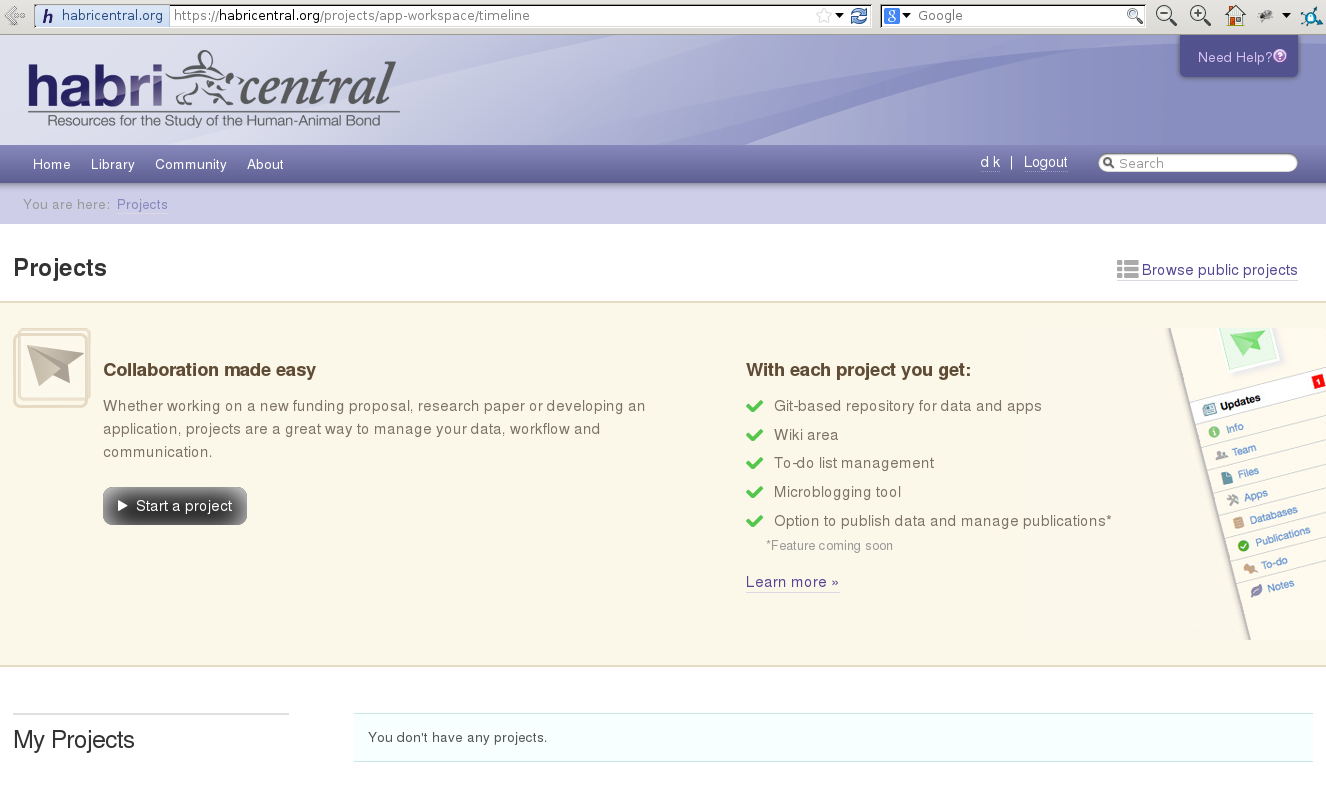 habricentral.org https://habricentral.org/projects/app-workspace/timeline Google
Need Help?
habri central
Resources for the Study of the Human-Animal Bond
Home Library Community About d k | Logout Search
You are here: Projects
Projects
Browse public projects
Collaboration made easy
Whether working on a new funding proposal, research paper or developing an
application, projects are a great way to manage your data, workflow and
communication.
Start a project
With each project you get:
Git-based repository for data and apps
Wiki area
To-do list management
Microblogging tool
Option to publish data and manage publications*
*Feature coming soon
Learn more »
1
Updates
Info
Team
Files
Apps
Databases
Publications
To-do
Notes
My Projects
You don't have any projects.